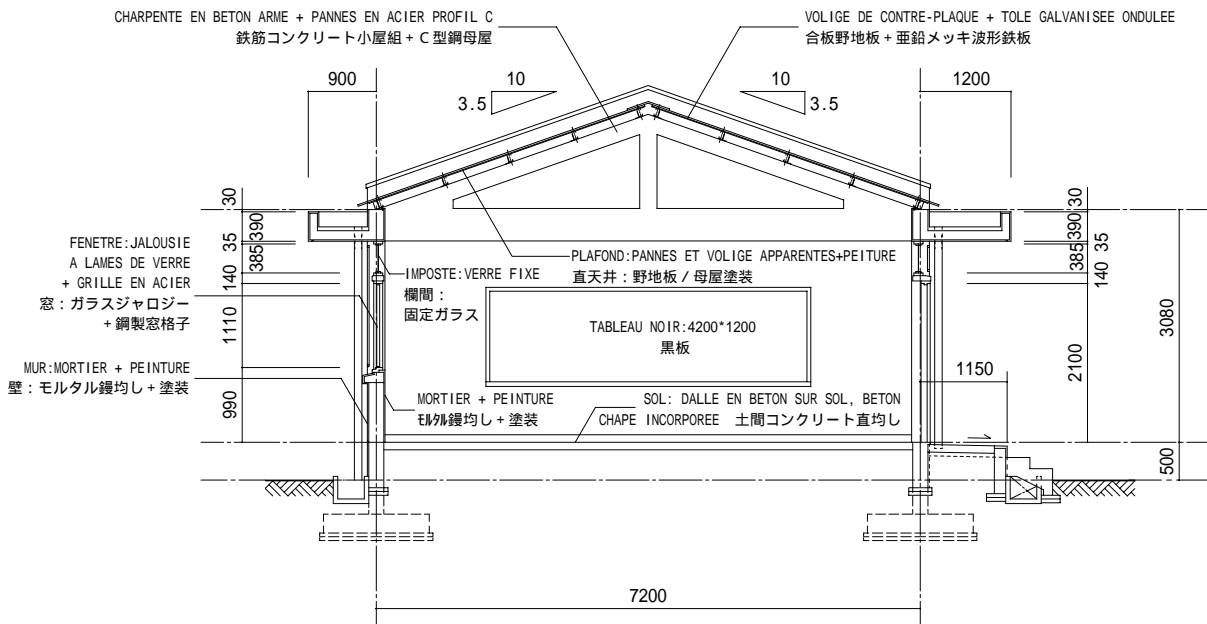 CHARPENTE EN BETON ARME + PANNES EN ACIER PROFIL C
鉄筋コンクリート小屋組+C型鋼母屋
VOLIGE DE CONTRE-PLAQUE + TOLE GALVANISEE ONDULEE
合板野地板+亜鉛メッキ波形鉄板
900
10
3.5
10
3.5
1200
30
390
35
385
140
1110
990
FENETRE:JALOUSIE
A LAMES DE VERRE
+ GRILLE EN ACIER
窓:ガラスジャロジー
+鋼製窓格子
MUR:MORTIER + PEINTURE
壁:モルタル鏝均し+塗装
IMPOSTE:VERRE FIXE
欄間:
固定ガラス
PLAFOND:PANNES ET VOLIGE APPARENTES+PEITURE
直天井:野地板/母屋塗装
TABLEAU NOIR:4200*1200
黒板
MORTIER + PEINTURE
モルタル鏝均し+塗装
SOL: DALLE EN BETON SUR SOL, BETON
CHAPE INCORPOREE 土間コンクリート直均し
30
390
35
385
140
2100
3080
500
1150
7200